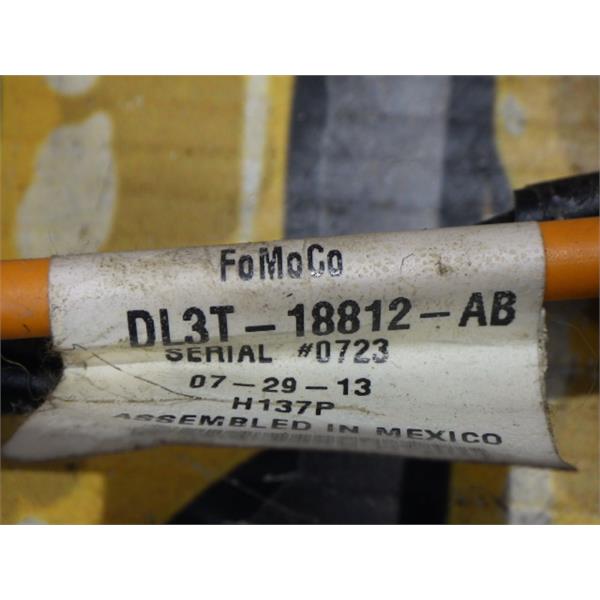 FoMoCo
DL3T-18812-AB
SERIAL #0723
07-29-13
H137P
ASSEMBLED IN MEXICO